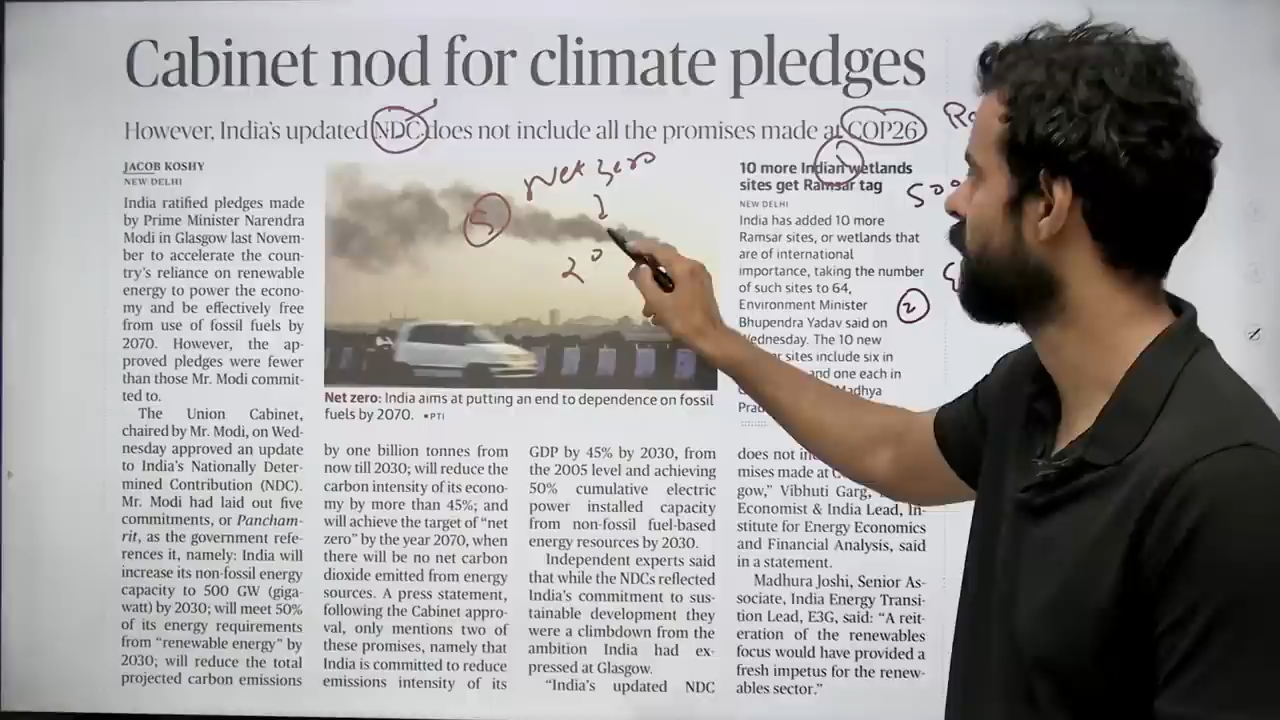 Cabinet nod for climate pledges
However, India's updated NDC does not include all the promises made at COP26
JACOB KOSHY
NEW DELHI
India ratified pledges made
by Prime Minister Narendra
Modi in Glasgow last Novem-
ber to accelerate the coun-
try's reliance on renewable
energy to power the econo-
my and be effectively free
from use of fossil fuels by
2070. However, the ap-
proved pledges were fewer
than those Mr. Modi commit-
ted to.
The Union Cabinet,
chaired by Mr. Modi, on Wed-
nesday approved an update
to India's Nationally Deter-
mined Contribution (NDC).
Mr. Modi had laid out five
commitments, or Pancham-
rit, as the government refe-
rences it, namely: India will
increase its non-fossil energy
capacity to 500 GW (giga-
watt) by 2030; will meet 50%
of its energy requirements
from "renewable energy" by
2030; will reduce the total
projected carbon emissions
5
Net zero
2
20
Net zero: India aims at putting an end to dependence on fossil
fuels by 2070. •PTI
by one billion tonnes from
now till 2030; will reduce the
carbon intensity of its econo-
my by more than 45%; and
will achieve the target of "net
zero" by the year 2070, when
there will be no net carbon
dioxide emitted from energy
sources. A press statement,
following the Cabinet appro-
val, only mentions two of
these promises, namely that
India is committed to reduce
emissions intensity of its
GDP by 45% by 2030, from
the 2005 level and achieving
50% cumulative electric
power installed capacity
from non-fossil fuel-based
energy resources by 2030.
Independent experts said
that while the NDCs reflected
India's commitment to sus-
tainable development they
were a climbdown from the
ambition India had ex-
pressed at Glasgow.
"India's updated NDC
10 more Indian wetlands
sites get Ramsar tag
NEW DELHI
India has added 10 more
Ramsar sites, or wetlands that
are of international
importance, taking the number
of such sites to 64,
Environment Minister
Bhupendra Yadav said on
Wednesday. The 10 new
sites include six in
and one each in
Madhya
500
2
does not
mises made at
gow," Vibhuti Garg,
Economist & India Lead, In-
stitute for Energy Economics
and Financial Analysis, said
in a statement.
Madhura Joshi, Senior As-
sociate, India Energy Transi-
tion Lead, E3G, said: "A reit-
eration of the renewables
focus would have provided a
fresh impetus for the renew-
ables sector."